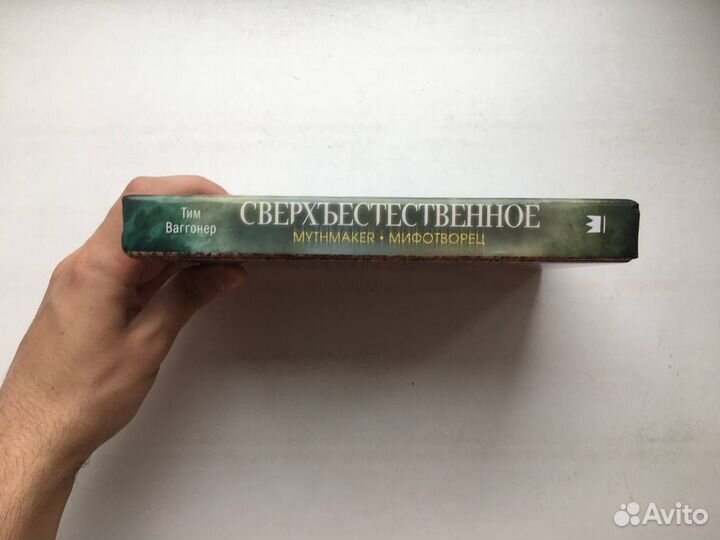 Тим
Ваггонер
СВЕРХЪЕСТЕСТВЕННОЕ
MYTHMAKER • МИФОТВОРЕЦ
Avito